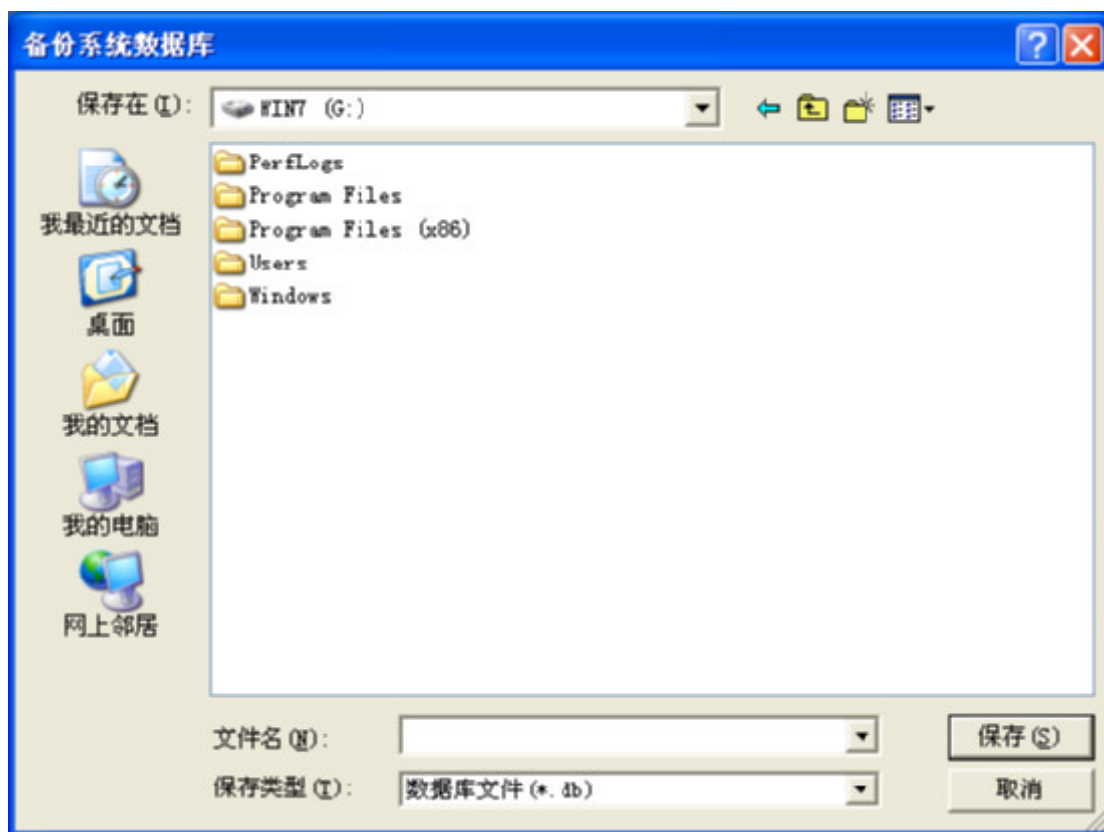 备份系统数据库
保存在(I):
WIN7 (G:)
我最近的文档
桌面
我的文档
我的电脑
网上邻居
PerfLogs
Program Files
Program Files (x86)
Users
Windows
文件名(N):
保存(S)
保存类型(T):
数据库文件(*.db)
取消